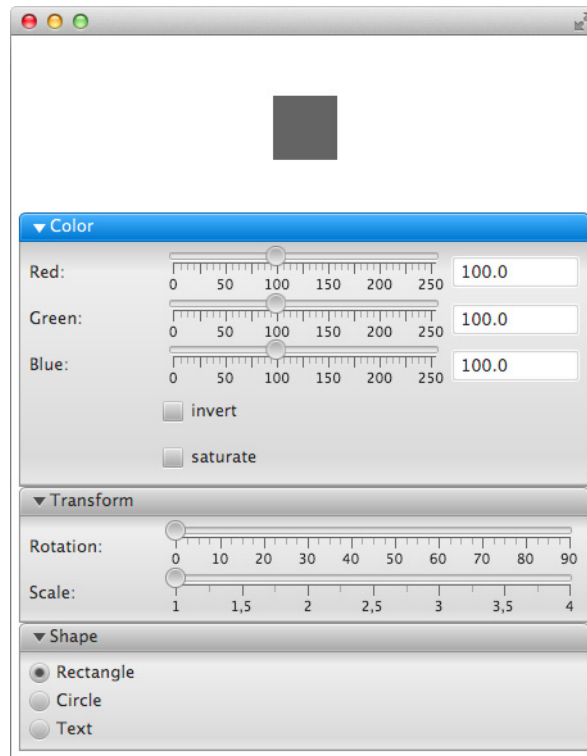 Color
Red:
0 50 100 150 200 250
100.0
Green:
0 50 100 150 200 250
100.0
Blue:
0 50 100 150 200 250
100.0
invert
saturate
Transform
Rotation:
0 10 20 30 40 50 60 70 80 90
Scale:
1 1,5 2 2,5 3 3,5 4
Shape
Rectangle
Circle
Text